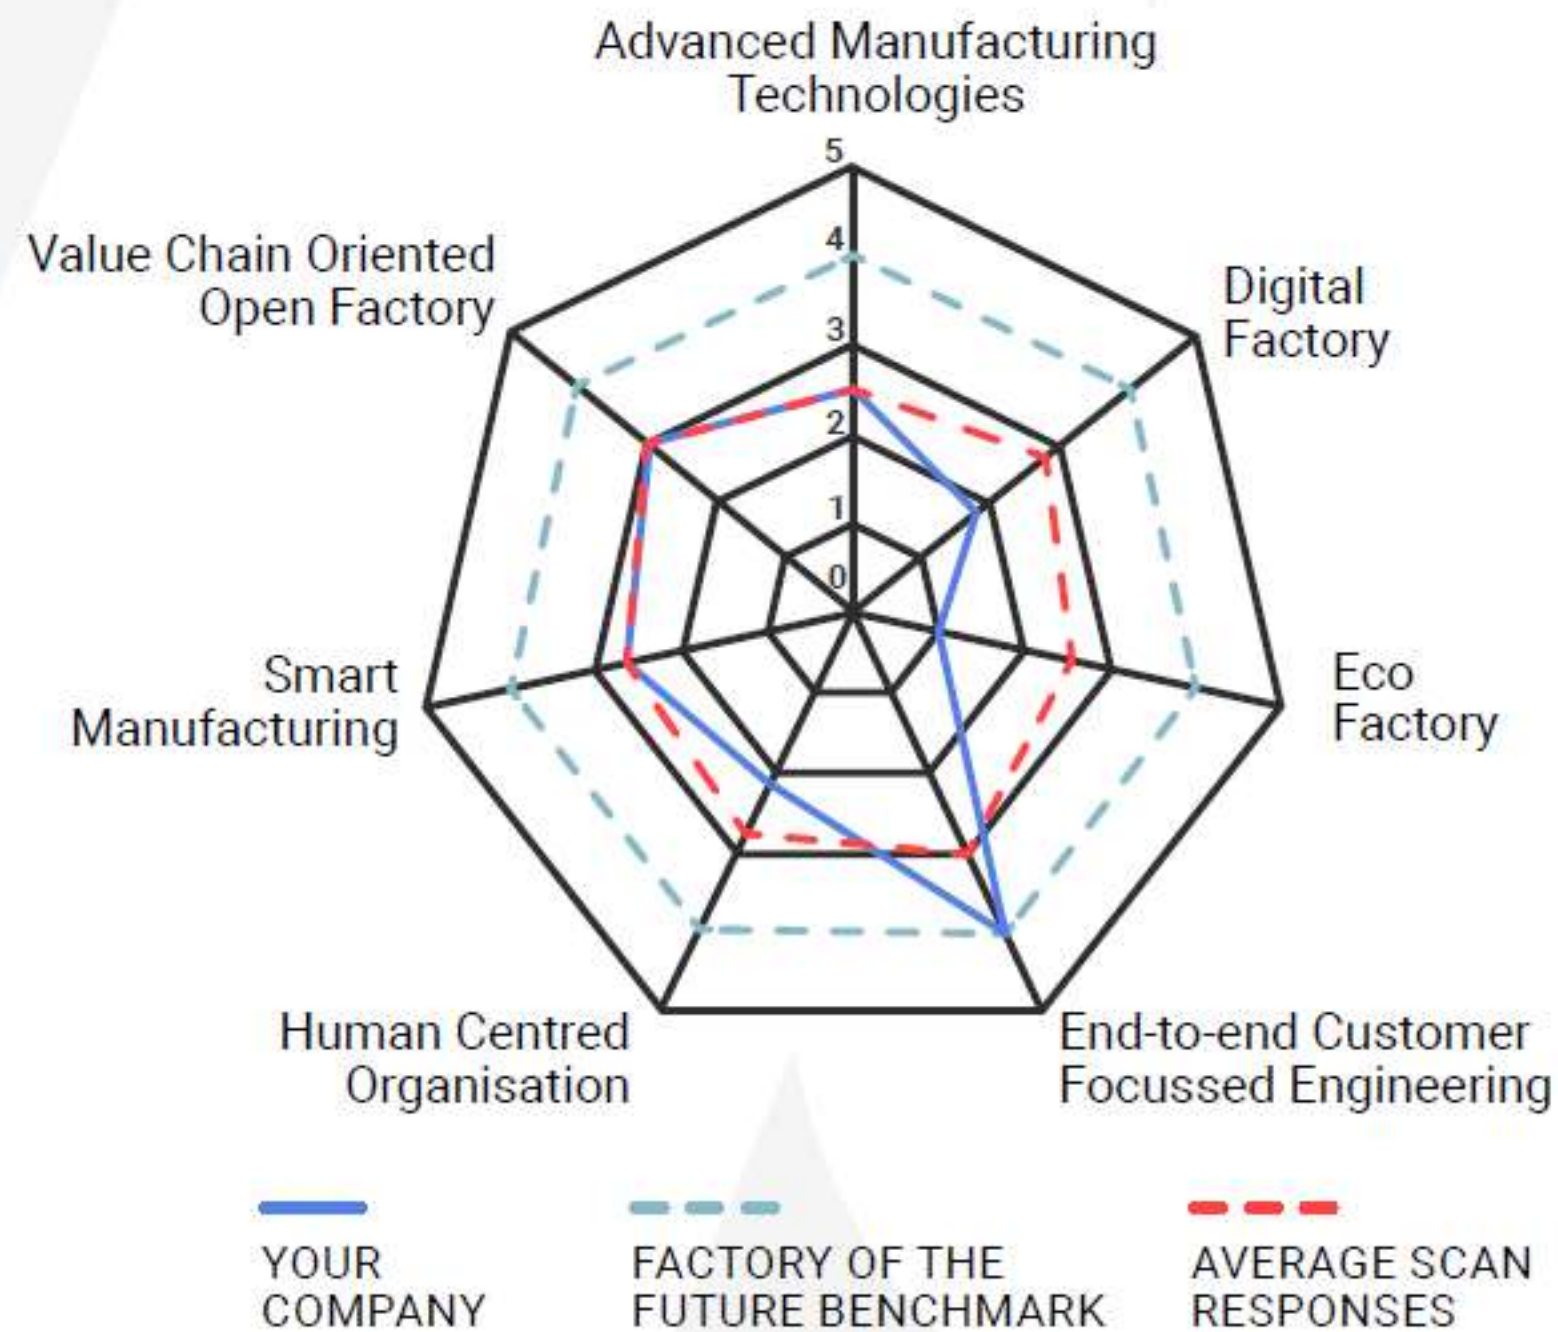 Advanced Manufacturing
Technologies
5
4
3
2
1
0
Value Chain Oriented
Open Factory
Digital
Factory
Smart
Manufacturing
Eco
Factory
Human Centred
Organisation
End-to-end Customer
Focussed Engineering
YOUR
COMPANY
FACTORY OF THE
FUTURE BENCHMARK
AVERAGE SCAN
RESPONSES